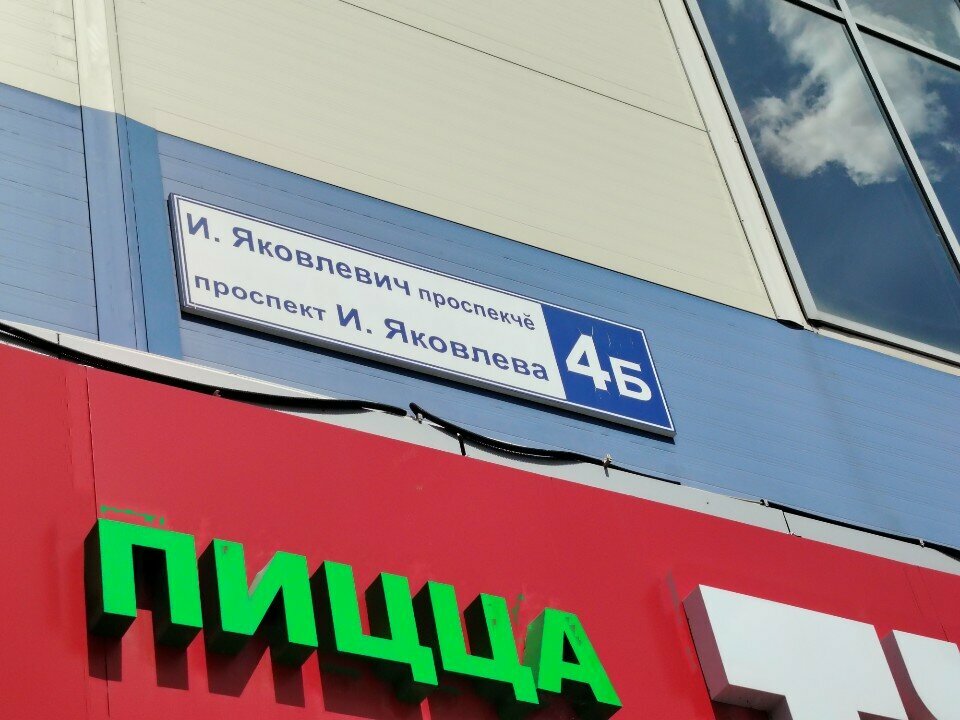 И. Яковлевич проспекчĕ
проспект И. Яковлева
4Б
ПИЦЦА